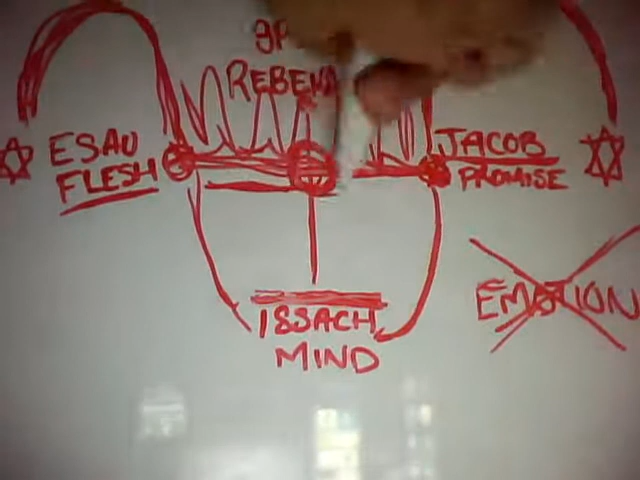 ESAU
FLESH
JACOB
PROMISE
EMOTION
ISSACH
MIND